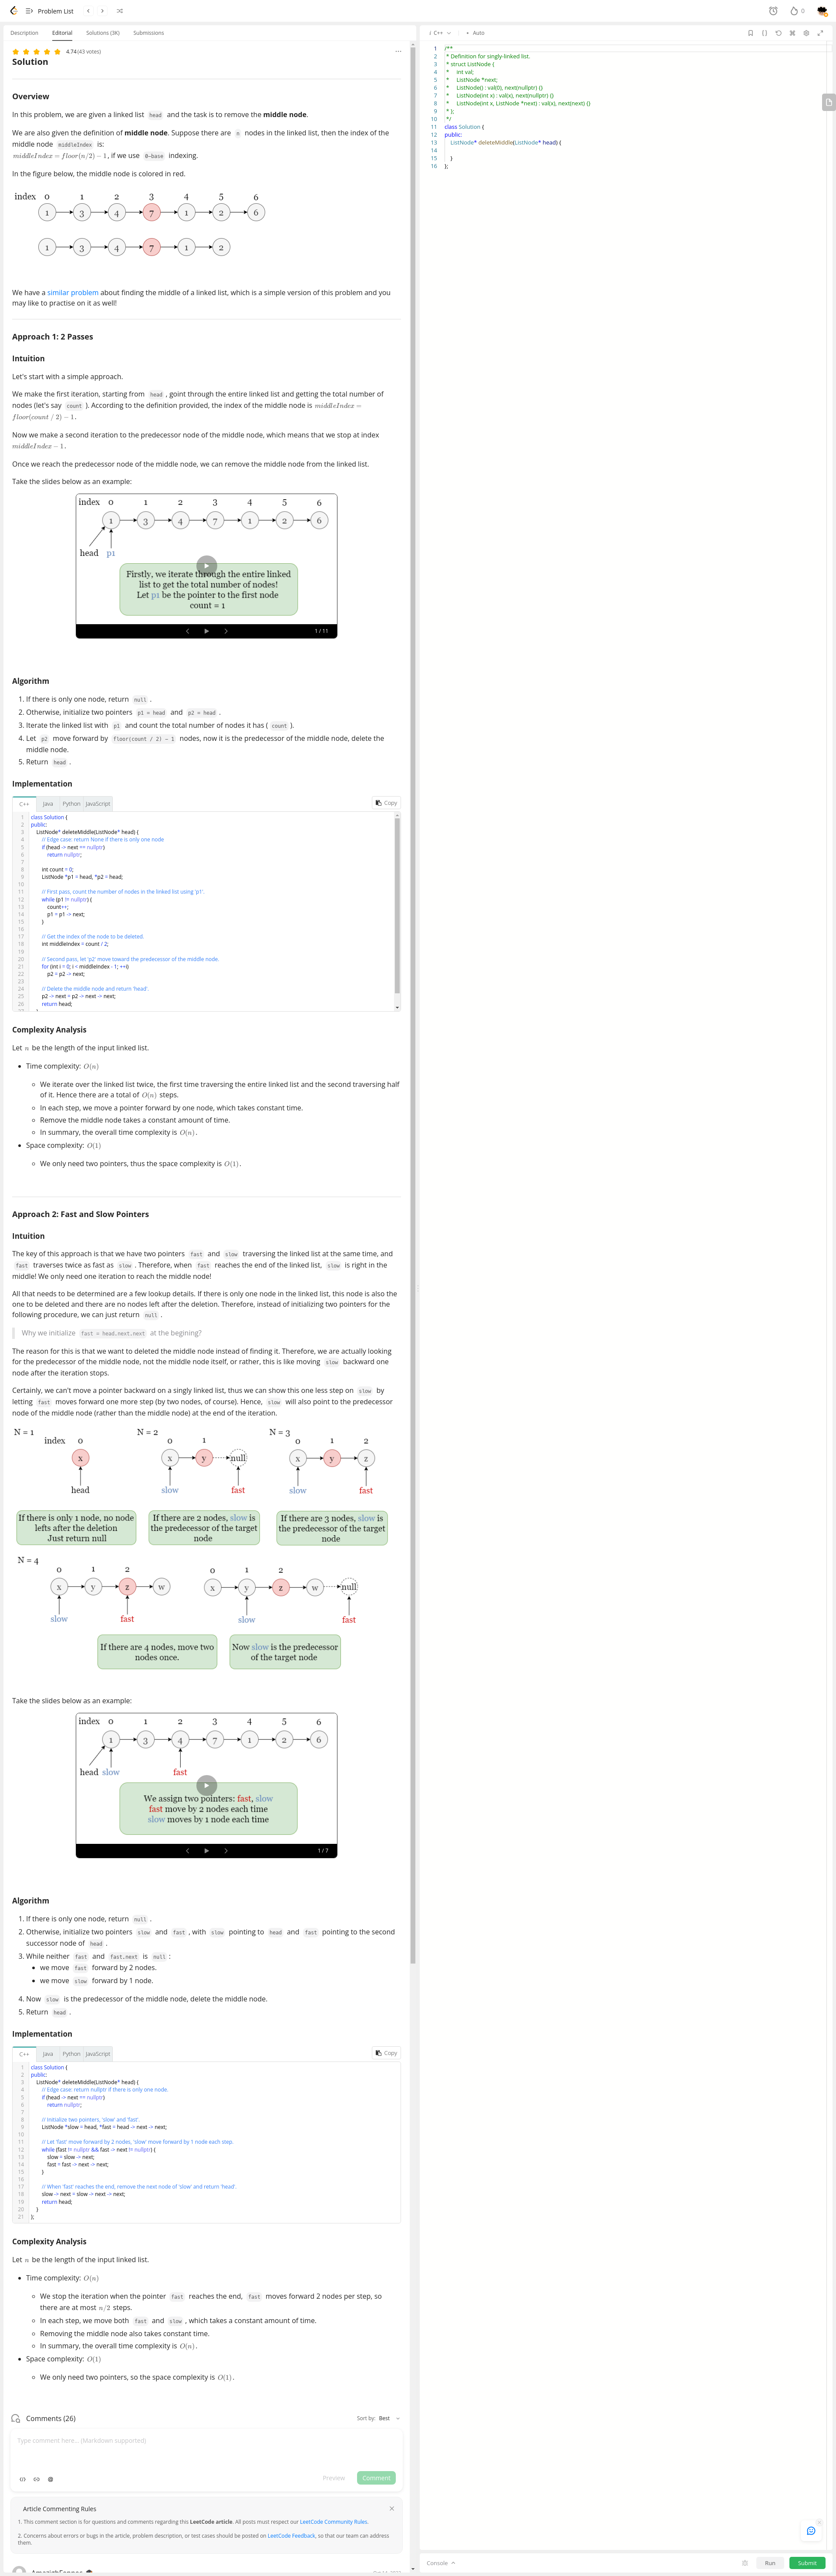 Problem List
0
Description Editorial Solutions (3K) Submissions
4.74 (43 votes)
Solution
Overview
In this problem, we are given a linked list head and the task is to remove the middle node.
We are also given the definition of middle node. Suppose there are n nodes in the linked list, then the index of the
middle node middleIndex is:
middleIndex = floor(n/2) − 1, if we use 0-base indexing.
In the figure below, the middle node is colored in red.
index 0 1 2 3 4 5 6
1 3 4 7 1 2 6
1 3 4 7 1 2
We have a similar problem about finding the middle of a linked list, which is a simple version of this problem and you
may like to practise on it as well!
Approach 1: 2 Passes
Intuition
Let's start with a simple approach.
We make the first iteration, starting from head , goint through the entire linked list and getting the total number of
nodes (let's say count ). According to the definition provided, the index of the middle node is middleIndex =
floor(count / 2) − 1.
Now we make a second iteration to the predecessor node of the middle node, which means that we stop at index
middleIndex − 1.
Once we reach the predecessor node of the middle node, we can remove the middle node from the linked list.
Take the slides below as an example:
index 0 1 2 3 4 5 6
1 3 4 7 1 2 6
head p1
Firstly, we iterate through the entire linked
list to get the total number of nodes!
Let p1 be the pointer to the first node
count = 1
1 / 11
Algorithm
1. If there is only one node, return null .
2. Otherwise, initialize two pointers p1 = head and p2 = head .
3. Iterate the linked list with p1 and count the total number of nodes it has ( count ).
4. Let p2 move forward by floor(count / 2) - 1 nodes, now it is the predecessor of the middle node, delete the
middle node.
5. Return head .
Implementation
C++ Java Python JavaScript Copy
1 class Solution {
2 public:
3 ListNode* deleteMiddle(ListNode* head) {
4 // Edge case: return None if there is only one node
5 if (head -> next == nullptr)
6 return nullptr;
7
8 int count = 0;
9 ListNode *p1 = head, *p2 = head;
10
11 // First pass, count the number of nodes in the linked list using 'p1'.
12 while (p1 != nullptr) {
13 count++;
14 p1 = p1 -> next;
15 }
16
17 // Get the index of the node to be deleted.
18 int middleIndex = count / 2;
19
20 // Second pass, let 'p2' move toward the predecessor of the middle node.
21 for (int i = 0; i < middleIndex - 1; ++i)
22 p2 = p2 -> next;
23
24 // Delete the middle node and return 'head'.
25 p2 -> next = p2 -> next -> next;
26 return head;
Complexity Analysis
Let n be the length of the input linked list.
• Time complexity: O(n)
○ We iterate over the linked list twice, the first time traversing the entire linked list and the second traversing half
of it. Hence there are a total of O(n) steps.
○ In each step, we move a pointer forward by one node, which takes constant time.
○ Remove the middle node takes a constant amount of time.
○ In summary, the overall time complexity is O(n).
• Space complexity: O(1)
○ We only need two pointers, thus the space complexity is O(1).
Approach 2: Fast and Slow Pointers
Intuition
The key of this approach is that we have two pointers fast and slow traversing the linked list at the same time, and
fast traverses twice as fast as slow . Therefore, when fast reaches the end of the linked list, slow is right in the
middle! We only need one iteration to reach the middle node!
All that needs to be determined are a few lookup details. If there is only one node in the linked list, this node is also the
one to be deleted and there are no nodes left after the deletion. Therefore, instead of initializing two pointers for the
following procedure, we can just return null .
Why we initialize fast = head.next.next at the begining?
The reason for this is that we want to deleted the middle node instead of finding it. Therefore, we are actually looking
for the predecessor of the middle node, not the middle node itself, or rather, this is like moving slow backward one
node after the iteration stops.
Certainly, we can't move a pointer backward on a singly linked list, thus we can show this one less step on slow by
letting fast moves forward one more step (by two nodes, of course). Hence, slow will also point to the predecessor
node of the middle node (rather than the middle node) at the end of the iteration.
N = 1 N = 2 N = 3
index 0 0 1 0 1 2
x x y null x y z
head slow fast slow fast
If there is only 1 node, no node
lefts after the deletion
Just return null
If there are 2 nodes, slow is
the predecessor of the target
node
If there are 3 nodes, slow is
the predecessor of the target
node
N = 4
0 1 2 0 1 2
x y z w x y z w null
slow fast slow fast
If there are 4 nodes, move two
nodes once.
Now slow is the predecessor
of the target node
Take the slides below as an example:
index 0 1 2 3 4 5 6
1 3 4 7 1 2 6
head slow fast
We assign two pointers: fast, slow
fast move by 2 nodes each time
slow moves by 1 node each time
1 / 7
Algorithm
1. If there is only one node, return null .
2. Otherwise, initialize two pointers slow and fast , with slow pointing to head and fast pointing to the second
successor node of head .
3. While neither fast and fast.next is null :
• we move fast forward by 2 nodes.
• we move slow forward by 1 node.
4. Now slow is the predecessor of the middle node, delete the middle node.
5. Return head .
Implementation
C++ Java Python JavaScript Copy
1 class Solution {
2 public:
3 ListNode* deleteMiddle(ListNode* head) {
4 // Edge case: return nullptr if there is only one node.
5 if (head -> next == nullptr)
6 return nullptr;
7
8 // Initialize two pointers, 'slow' and 'fast'.
9 ListNode *slow = head, *fast = head -> next -> next;
10
11 // Let 'fast' move forward by 2 nodes, 'slow' move forward by 1 node each step.
12 while (fast != nullptr && fast -> next != nullptr) {
13 slow = slow -> next;
14 fast = fast -> next -> next;
15 }
16
17 // When 'fast' reaches the end, remove the next node of 'slow' and return 'head'.
18 slow -> next = slow -> next -> next;
19 return head;
20 }
21 };
Complexity Analysis
Let n be the length of the input linked list.
• Time complexity: O(n)
○ We stop the iteration when the pointer fast reaches the end, fast moves forward 2 nodes per step, so
there are at most n/2 steps.
○ In each step, we move both fast and slow , which takes a constant amount of time.
○ Removing the middle node also takes constant time.
○ In summary, the overall time complexity is O(n).
• Space complexity: O(1)
○ We only need two pointers, so the space complexity is O(1).
Comments (26) Sort by: Best
Type comment here... (Markdown supported)
Preview Comment
Article Commenting Rules
1. This comment section is for questions and comments regarding this LeetCode article. All posts must respect our LeetCode Community Rules.
2. Concerns about errors or bugs in the article, problem description, or test cases should be posted on LeetCode Feedback, so that our team can address
them.
C++ • Auto
1 /**
2 * Definition for singly-linked list.
3 * struct ListNode {
4 * int val;
5 * ListNode *next;
6 * ListNode() : val(0), next(nullptr) {}
7 * ListNode(int x) : val(x), next(nullptr) {}
8 * ListNode(int x, ListNode *next) : val(x), next(next) {}
9 * };
10 */
11 class Solution {
12 public:
13 ListNode* deleteMiddle(ListNode* head) {
14
15 }
16 };
Console Run Submit